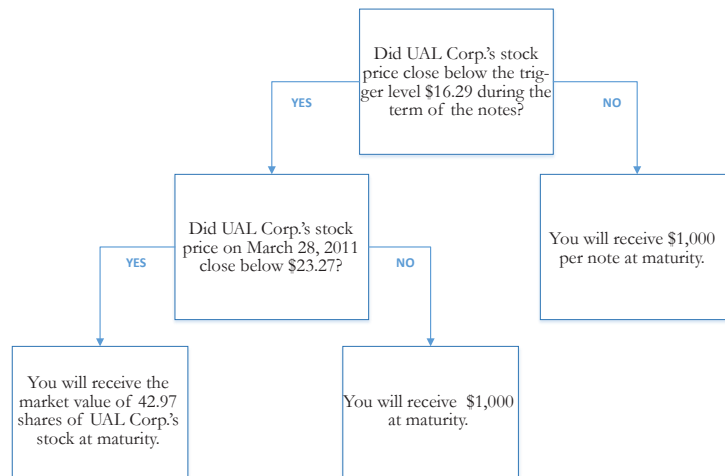 Did UAL Corp.'s stock
price close below the trig-
ger level $16.29 during the
term of the notes?
YES
NO
Did UAL Corp.'s stock
price on March 28, 2011
close below $23.27?
You will receive $1,000
per note at maturity.
YES
NO
You will receive the
market value of 42.97
shares of UAL Corp.'s
stock at maturity.
You will receive $1,000
at maturity.